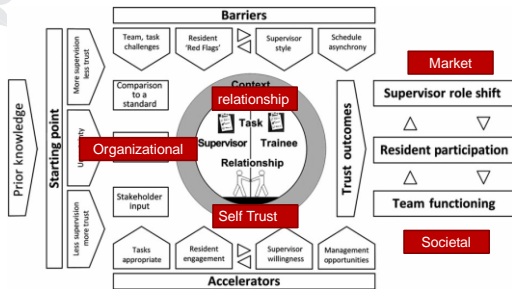 Barriers
Team, task
challenges
Resident
'Red Flags'
Supervisor
style
Schedule
asynchrony
Prior knowledge
Starting point
More supervision
less trust
Less supervision
more trust
Comparison
to a
standard
Organizational
Stakeholder
input
Context
relationship
Task
Supervisor
Trainee
Relationship
Self Trust
Trust outcomes
Market
Supervisor role shift
Resident participation
Team functioning
Societal
Tasks
appropriate
Resident
engagement
Supervisor
willingness
Management
opportunities
Accelerators